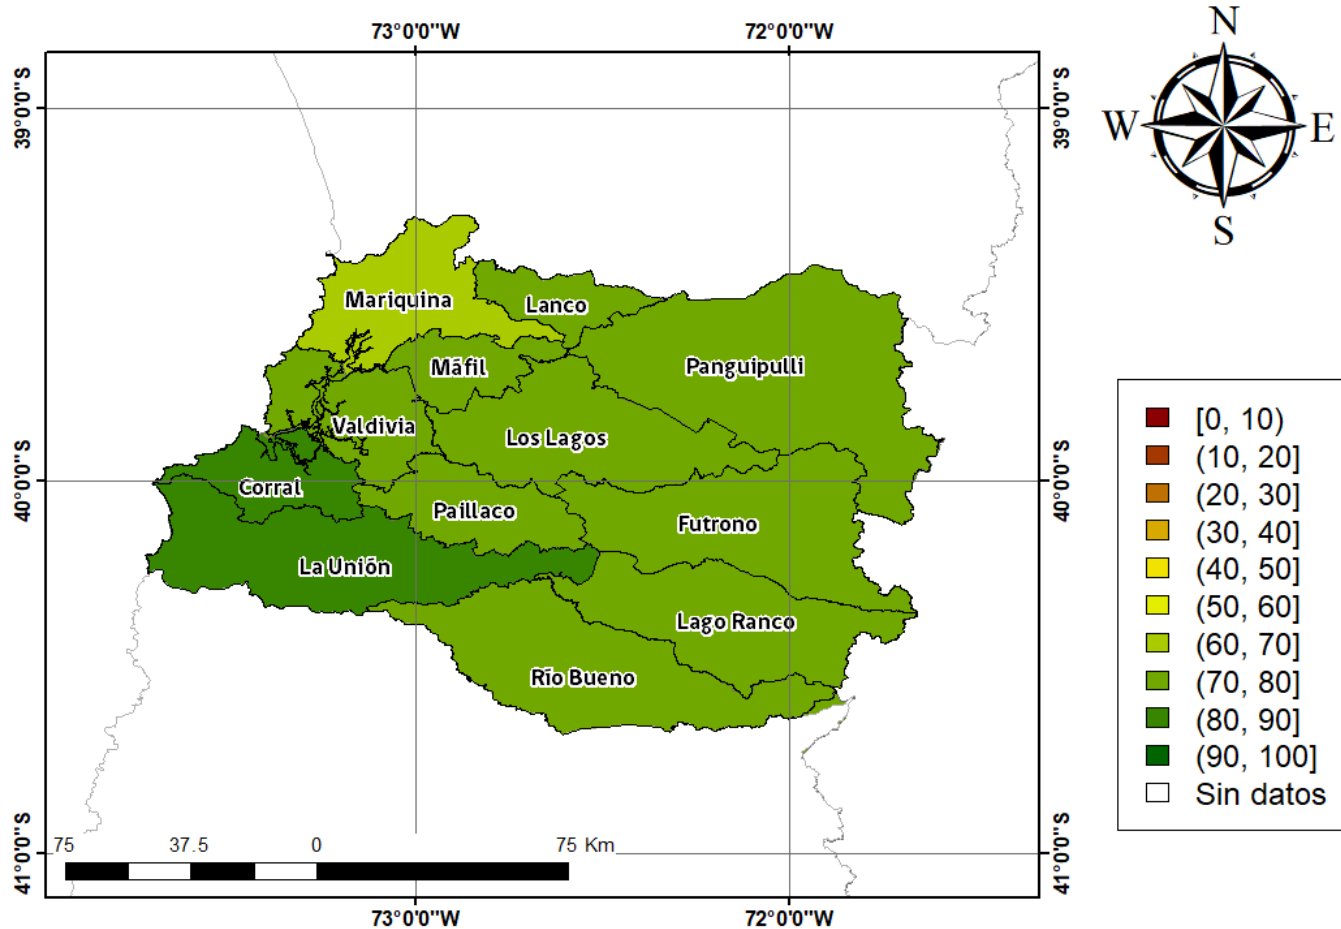 73°0'0"W 72°0'0"W
N
W E
S
39°0'0"S 39°0'0"S
Mariquina
Lanco
Máfil
Panguipulli
Valdivia
Los Lagos
40°0'0"S 40°0'0"S
Corral
Paillaco
Futrono
La Unión
Lago Ranco
Río Bueno
[0, 10)
(10, 20]
(20, 30]
(30, 40]
(40, 50]
(50, 60]
(60, 70]
(70, 80]
(80, 90]
(90, 100]
Sin datos
75 37.5 0 75 Km
41°0'0"S 41°0'0"S
73°0'0"W 72°0'0"W